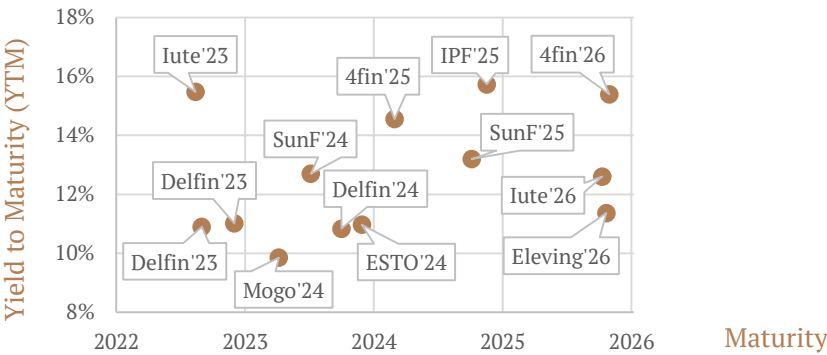 Yield to Maturity (YTM)
18%
16%
14%
12%
10%
8%
Iute'23
4fin'25
IPF'25
4fin'26
SunF'24
SunF'25
Delfin'23
Delfin'24
Iute'26
Delfin'23
Mogo'24
ESTO'24
Eleving'26
2022
2023
2024
2025
2026
Maturity